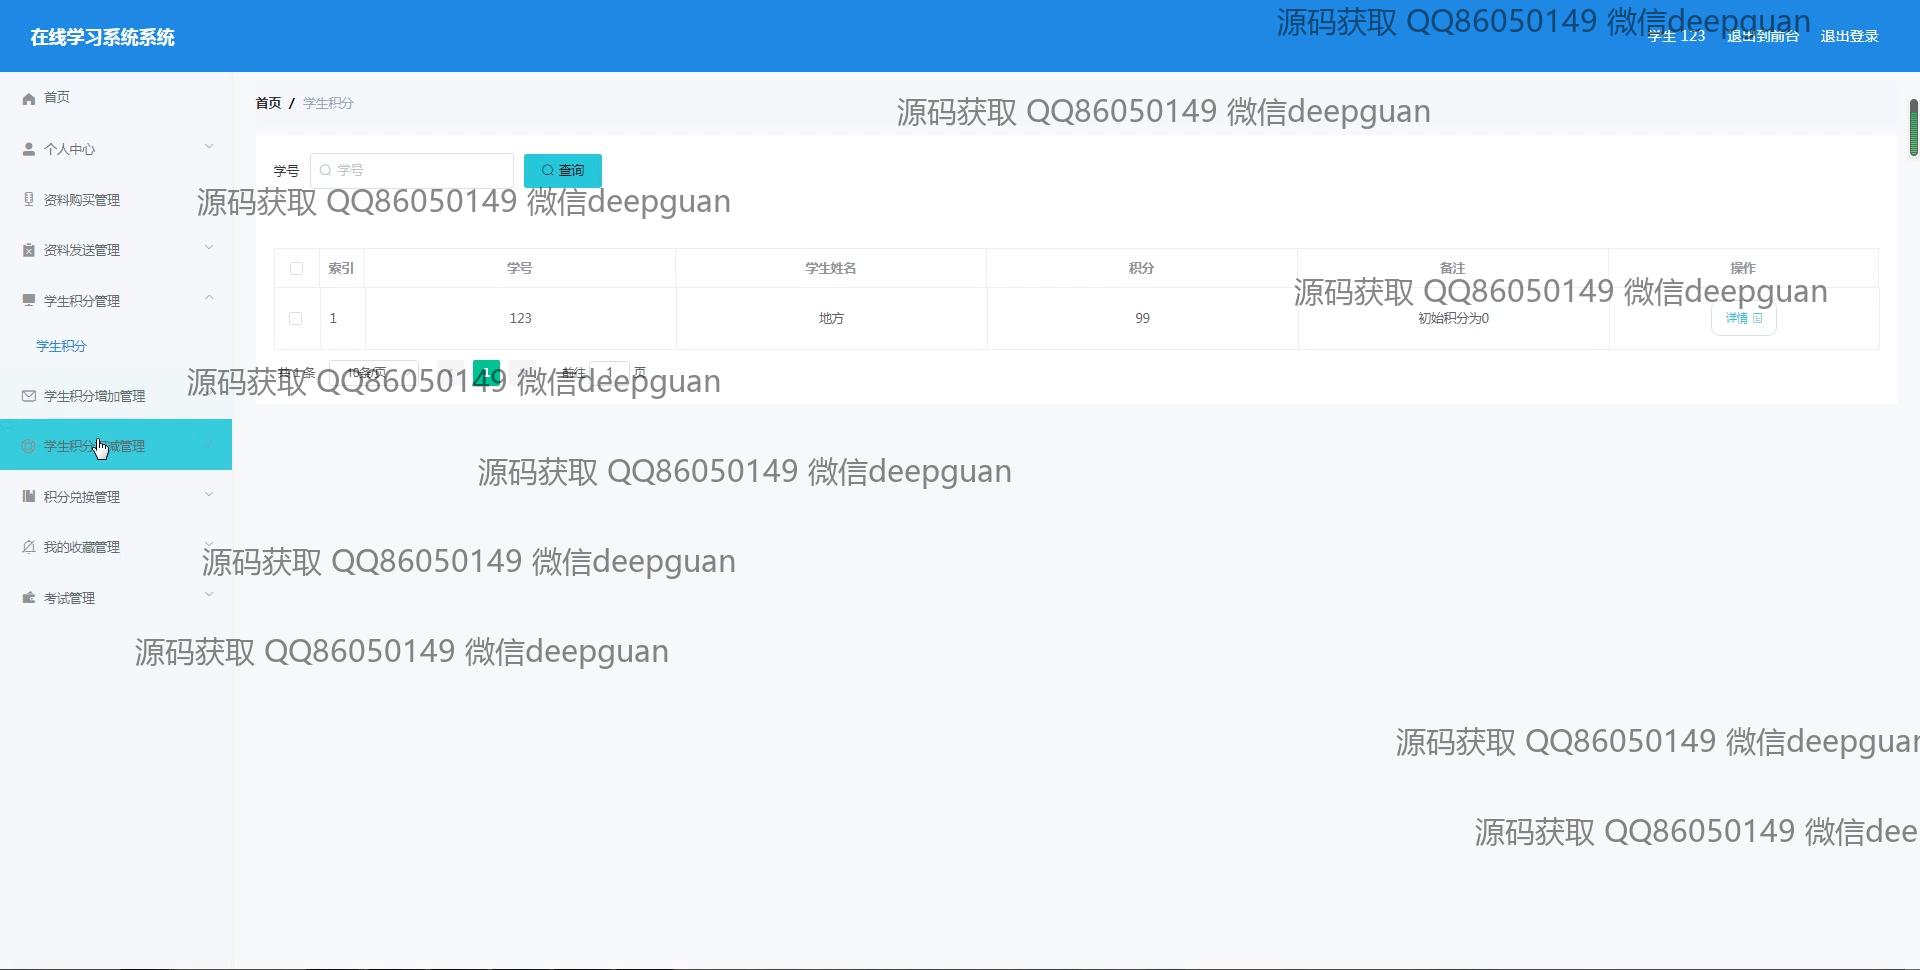 在线学习系统系统
源码获取 QQ86050149 微信deepguan
学生 123 退出到前台 退出登录
首页
个人中心
资料购买管理
资料发送管理
学生积分管理
学生积分
学生积分增加管理
学生积分 减管理
积分兑换管理
我的收藏管理
考试管理
首页 / 学生积分
源码获取 QQ86050149 微信deepguan
学号 学号 查询
源码获取 QQ86050149 微信deepguan
索引 学号 学生姓名 积分 备注 操作
源码获取 QQ86050149 微信deepguan
1 123 地方 99 初始积分为0 详情
共 1 条 10条/页 1 前往 1 页
源码获取 QQ86050149 微信deepguan
源码获取 QQ86050149 微信deepguan
源码获取 QQ86050149 微信deepguan
源码获取 QQ86050149 微信deepguan
源码获取 QQ86050149 微信deepguan
源码获取 QQ86050149 微信dee